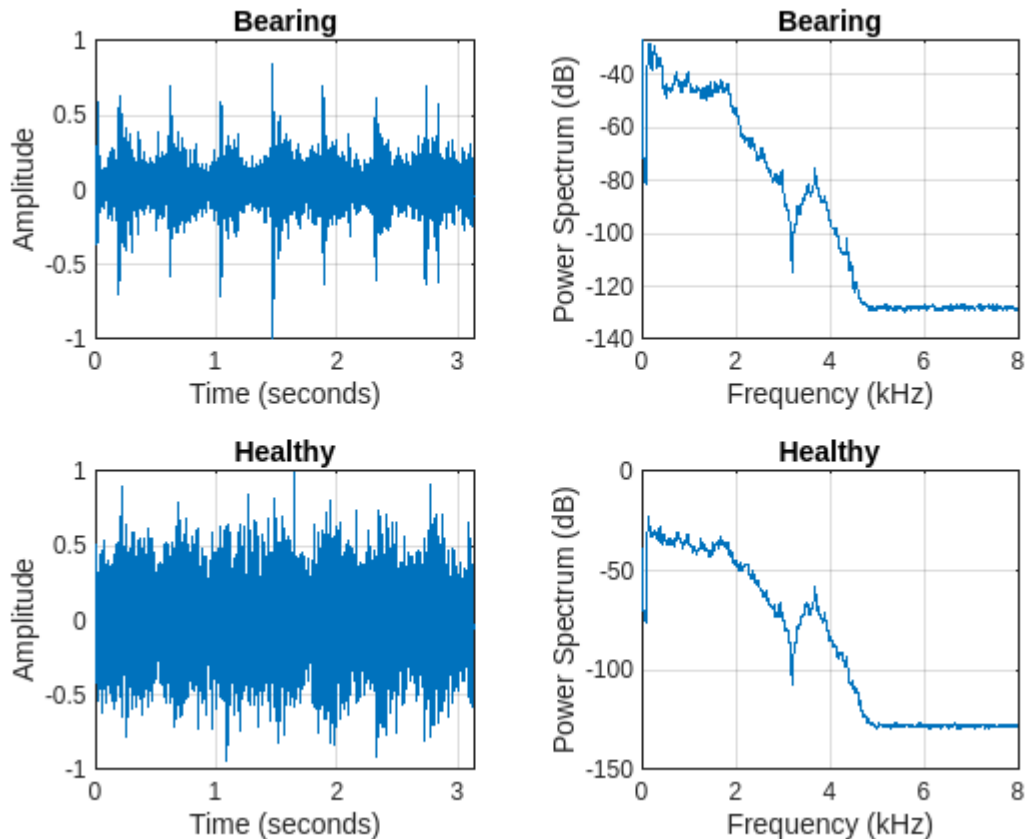 Bearing
1
0.5
0
-0.5
-1
Amplitude
0 1 2 3
Time (seconds)
Bearing
-40
-60
-80
-100
-120
-140
Power Spectrum (dB)
0 2 4 6 8
Frequency (kHz)
Healthy
1
0.5
0
-0.5
-1
Amplitude
0 1 2 3
Time (seconds)
Healthy
0
-50
-100
-150
Power Spectrum (dB)
0 2 4 6 8
Frequency (kHz)